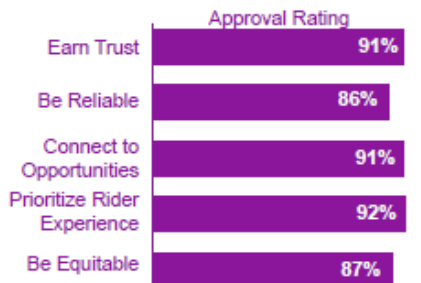 Approval Rating
Earn Trust 91%
Be Reliable 86%
Connect to
Opportunities 91%
Prioritize Rider
Experience 92%
Be Equitable 87%